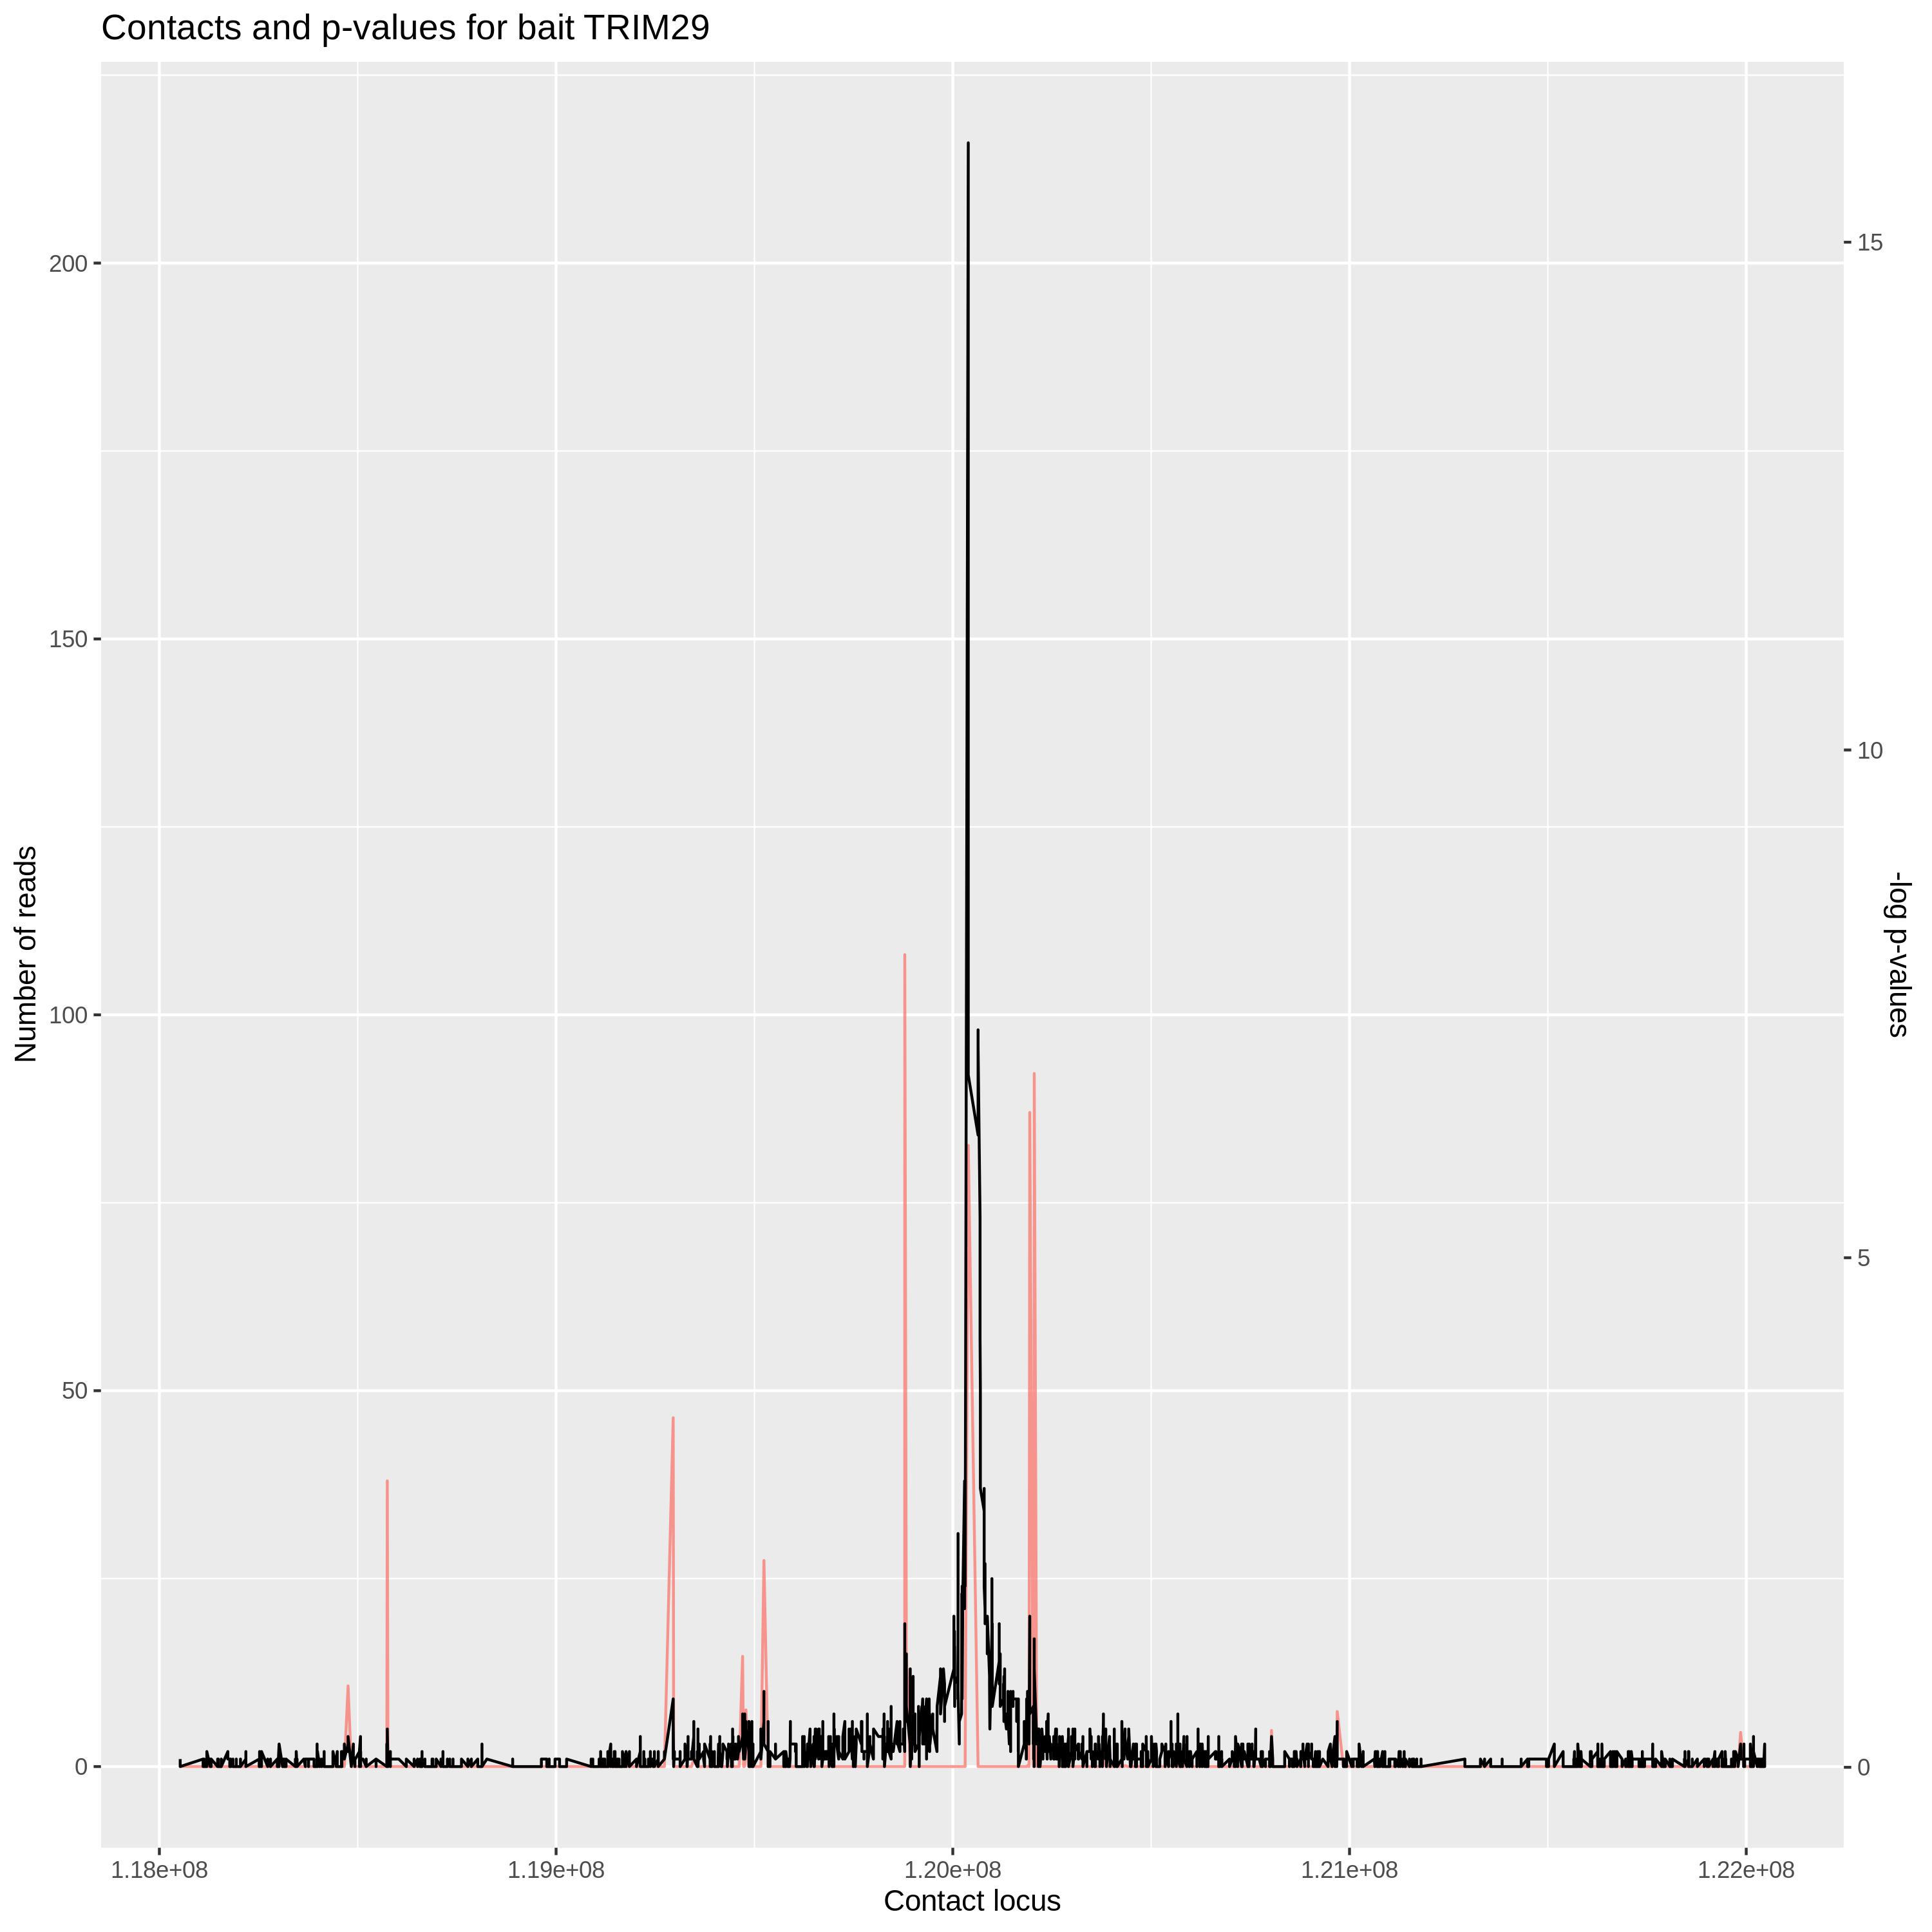 Contacts and p-values for bait TRIM29
Number of reads
200
150
100
50
0
15
10
5
0
-log p-values
1.18e+08
1.19e+08
1.20e+08
1.21e+08
1.22e+08
Contact locus